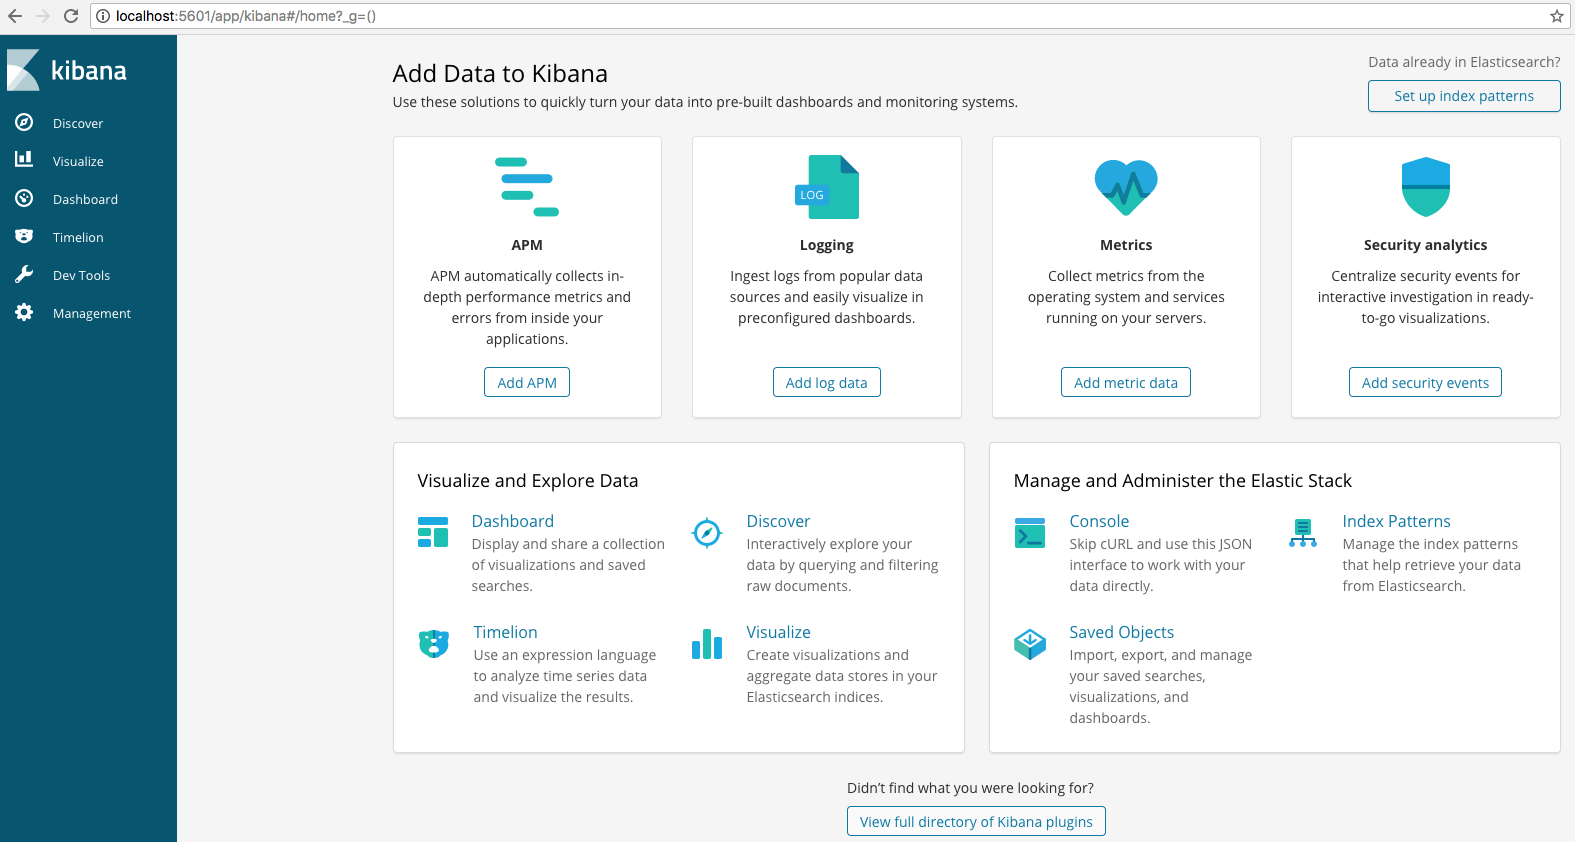 localhost:5601/app/kibana#/home?_g=()
kibana
Discover
Visualize
Dashboard
Timelion
Dev Tools
Management
Add Data to Kibana
Use these solutions to quickly turn your data into pre-built dashboards and monitoring systems.
Data already in Elasticsearch?
Set up index patterns
APM
APM automatically collects in-
depth performance metrics and
errors from inside your
applications.
Add APM
LOG
Logging
Ingest logs from popular data
sources and easily visualize in
preconfigured dashboards.
Add log data
Metrics
Collect metrics from the
operating system and services
running on your servers.
Add metric data
Security analytics
Centralize security events for
interactive investigation in ready-
to-go visualizations.
Add security events
Visualize and Explore Data
Dashboard
Display and share a collection
of visualizations and saved
searches.
Discover
Interactively explore your
data by querying and filtering
raw documents.
Timelion
Use an expression language
to analyze time series data
and visualize the results.
Visualize
Create visualizations and
aggregate data stores in your
Elasticsearch indices.
Manage and Administer the Elastic Stack
Console
Skip cURL and use this JSON
interface to work with your
data directly.
Index Patterns
Manage the index patterns
that help retrieve your data
from Elasticsearch.
Saved Objects
Import, export, and manage
your saved searches,
visualizations, and
dashboards.
Didn't find what you were looking for?
View full directory of Kibana plugins